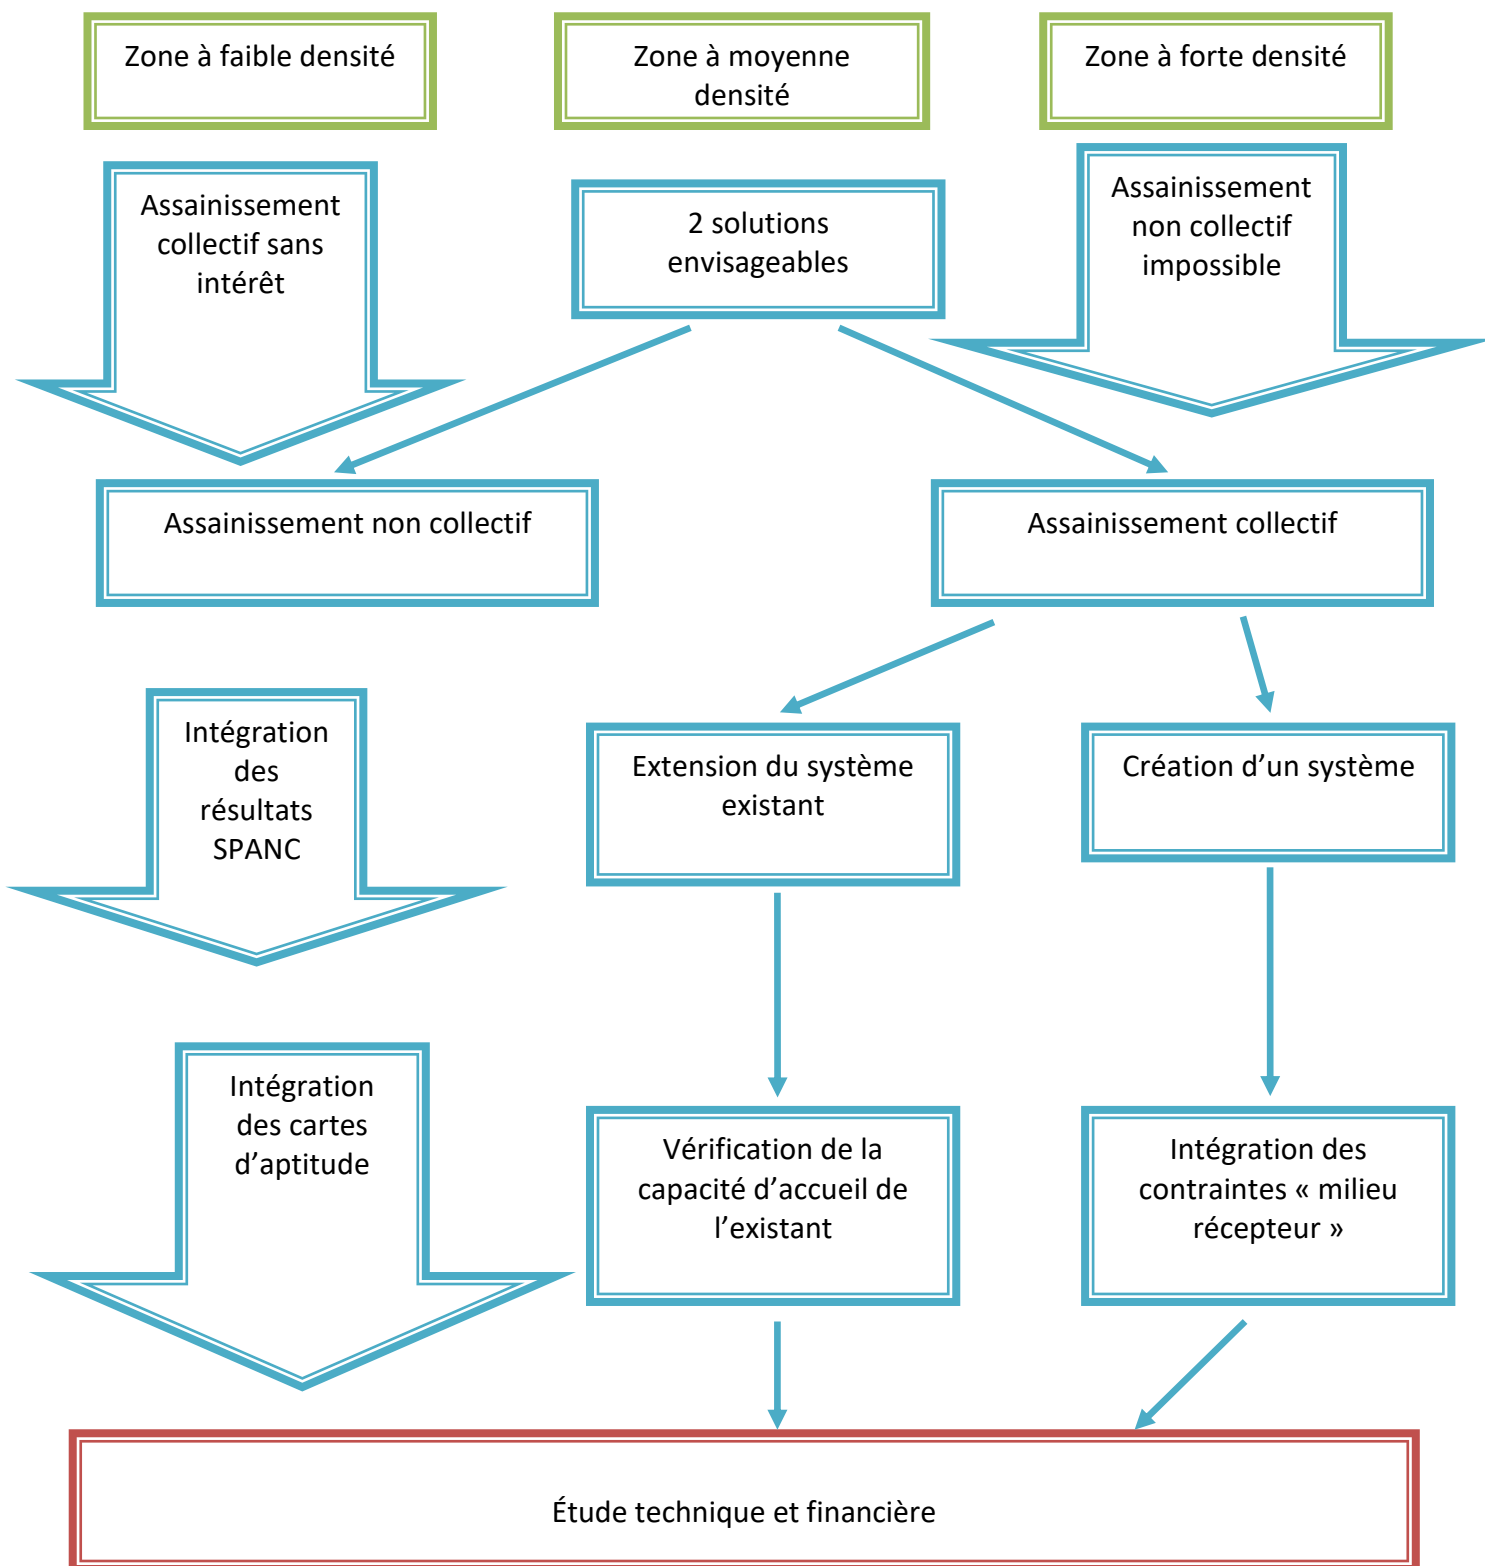 Zone à faible densité
Zone à moyenne
densité
Zone à forte densité
Assainissement
collectif sans
intérêt
2 solutions
envisageables
Assainissement
non collectif
impossible
Assainissement non collectif
Assainissement collectif
Intégration
des
résultats
SPANC
Extension du système
existant
Création d’un système
Intégration
des cartes
d’aptitude
Vérification de la
capacité d’accueil de
l’existant
Intégration des
contraintes « milieu
récepteur »
Étude technique et financière